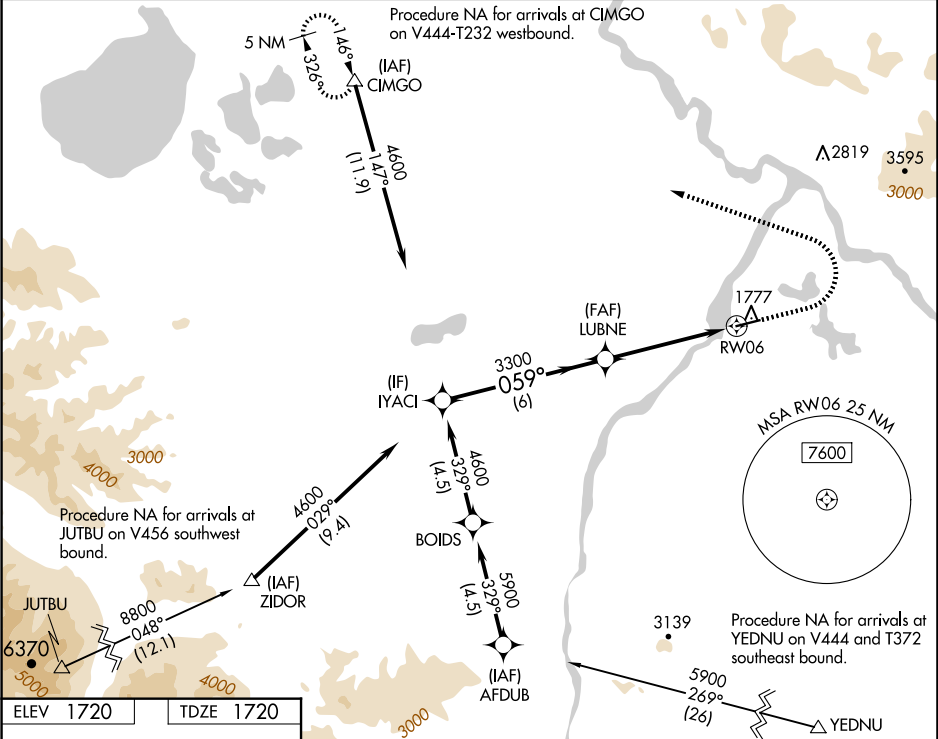 Procedure NA for arrivals at CIMGO
on V444-T232 westbound.
5 NM
146°
326°
(IAF)
CIMGO
4600
147°
(11.9)
2819
3595
3000
1777
RW06
(FAF)
LUBNE
3300
059°
(6)
(IF)
IYACI
MSA RW06 25 NM
7600
3000
4000
4600
329°
(4.5)
4600
029°
(9.4)
Procedure NA for arrivals at
JUTBU on V456 southwest
bound.
BOIDS
(IAF)
ZIDOR
5900
329°
(4.5)
JUTBU
8800
048°
(12.1)
6370
5000
4000
3000
(IAF)
AFDUB
3139
Procedure NA for arrivals at
YEDNU on V444 and T372
southeast bound.
5900
269°
(26)
YEDNU
ELEV 1720
TDZE 1720